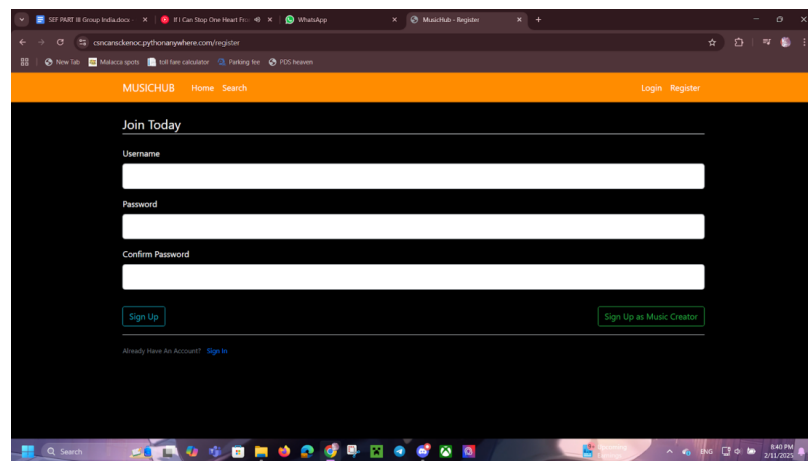 SEF PART III Group India.docx -
If I Can Stop One Heart Fro
WhatsApp
MusicHub - Register
csncansckenoc.pythonanywhere.com/register
New Tab
Malacca spots
toll fare calculator
Parking fee
PDS heaven
MUSICHUB Home Search Login Register
Join Today
Username
Password
Confirm Password
Sign Up
Sign Up as Music Creator
Already Have An Account? Sign In
Search
ENG
8:40 PM
2/11/2025